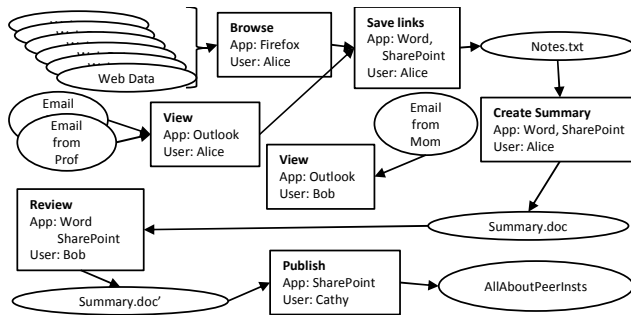 Web Data
Browse
App: Firefox
User: Alice
Save links
App: Word,
SharePoint
User: Alice
Notes.txt
Email
Email
from
Prof
View
App: Outlook
User: Alice
View
App: Outlook
User: Bob
Email
from
Mom
Create Summary
App: Word, SharePoint
User: Alice
Review
App: Word
SharePoint
User: Bob
Summary.doc
Summary.doc’
Publish
App: SharePoint
User: Cathy
AllAboutPeerInsts